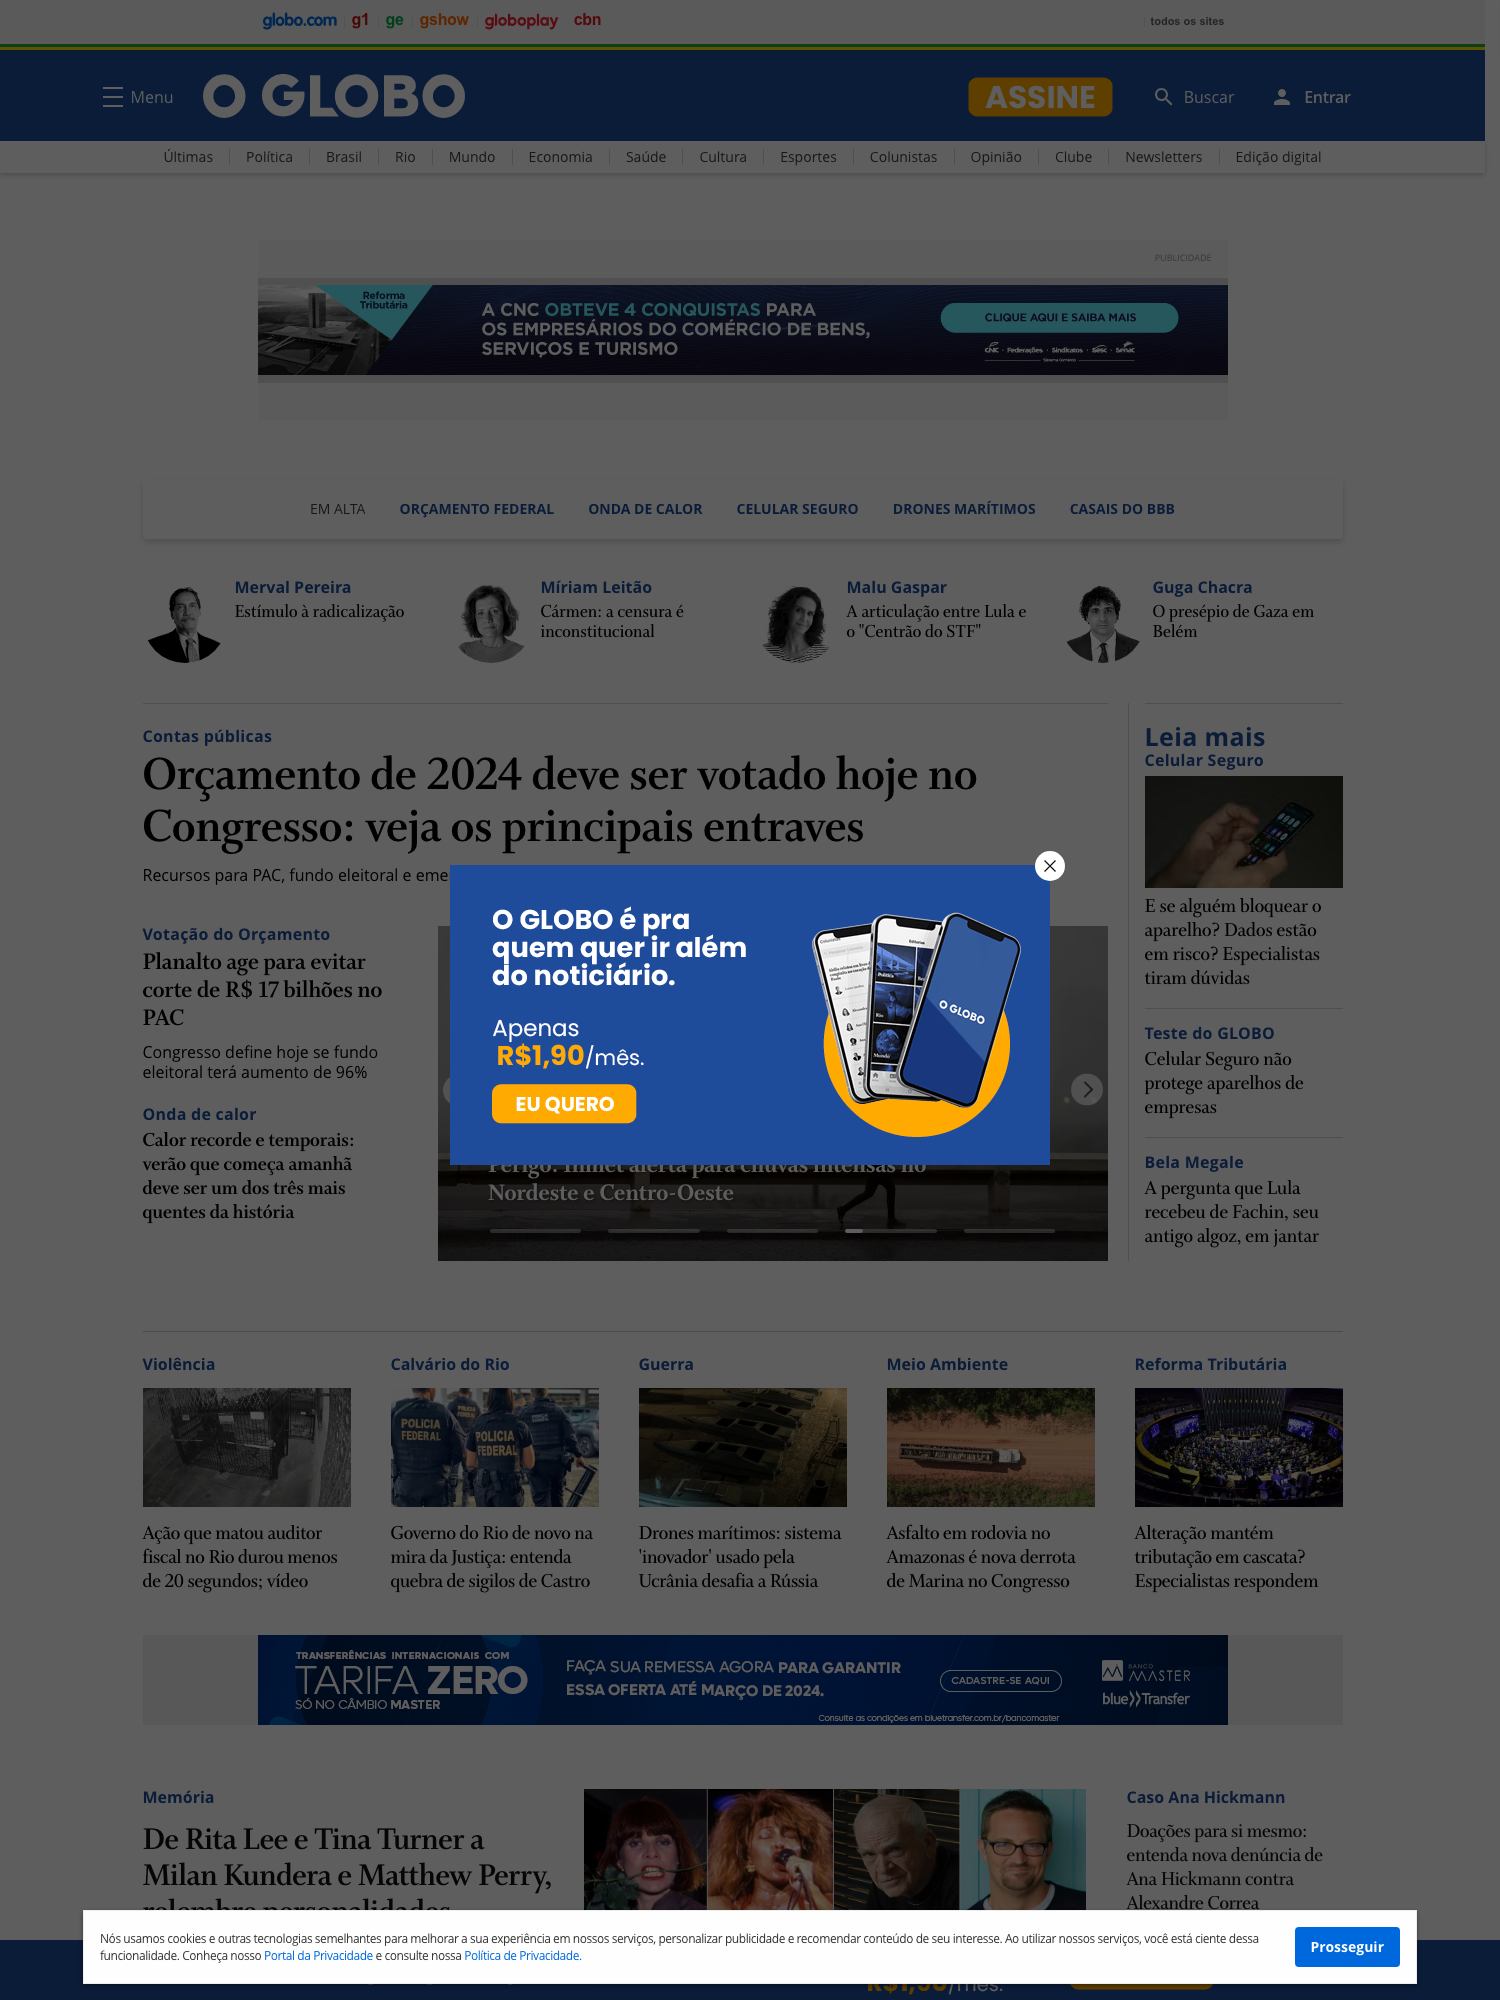 globo.com g1 ge gshow globoplay cbn todos os sites
Menu O GLOBO ASSINE Buscar Entrar
Últimas Política Brasil Rio Mundo Economia Saúde Cultura Esportes Colunistas Opinião Clube Newsletters Edição digital
PUBLICIDADE
Reforma
Tributária
A CNC OBTEVE 4 CONQUISTAS PARA
OS EMPRESÁRIOS DO COMÉRCIO DE BENS,
SERVIÇOS E TURISMO
CLIQUE AQUI E SAIBA MAIS
CNC · Federações · Sindicatos · Sesc · Senac
EM ALTA ORÇAMENTO FEDERAL ONDA DE CALOR CELULAR SEGURO DRONES MARÍTIMOS CASAIS DO BBB
Merval Pereira
Estímulo à radicalização
Míriam Leitão
Cármen: a censura é
inconstitucional
Malu Gaspar
A articulação entre Lula e
o "Centrão do STF"
Guga Chacra
O presépio de Gaza em
Belém
Contas públicas
Orçamento de 2024 deve ser votado hoje no
Congresso: veja os principais entraves
Recursos para PAC, fundo eleitoral e eme
Votação do Orçamento
Planalto age para evitar
corte de R$ 17 bilhões no
PAC
Congresso define hoje se fundo
eleitoral terá aumento de 96%
Onda de calor
Calor recorde e temporais:
verão que começa amanhã
deve ser um dos três mais
quentes da história
O GLOBO é pra
quem quer ir além
do noticiário.
Apenas
R$1,90/mês.
EU QUERO
O GLOBO
Perigo: Inmet alerta para chuvas intensas no
Nordeste e Centro-Oeste
Leia mais
Celular Seguro
E se alguém bloquear o
aparelho? Dados estão
em risco? Especialistas
tiram dúvidas
Teste do GLOBO
Celular Seguro não
protege aparelhos de
empresas
Bela Megale
A pergunta que Lula
recebeu de Fachin, seu
antigo algoz, em jantar
Violência
Ação que matou auditor
fiscal no Rio durou menos
de 20 segundos; vídeo
Calvário do Rio
POLICIA
FEDERAL
POLICIA
FEDERAL
Governo do Rio de novo na
mira da Justiça: entenda
quebra de sigilos de Castro
Guerra
Drones marítimos: sistema
'inovador' usado pela
Ucrânia desafia a Rússia
Meio Ambiente
Asfalto em rodovia no
Amazonas é nova derrota
de Marina no Congresso
Reforma Tributária
Alteração mantém
tributação em cascata?
Especialistas respondem
TRANSFERÊNCIAS INTERNACIONAIS COM
TARIFA ZERO
SÓ NO CÂMBIO MASTER
FAÇA SUA REMESSA AGORA PARA GARANTIR
ESSA OFERTA ATÉ MARÇO DE 2024.
CADASTRE-SE AQUI
Consulte as condições em bluetransfer.com.br/bancomaster
BANCO
MASTER
blue Transfer
Memória
De Rita Lee e Tina Turner a
Milan Kundera e Matthew Perry,
relembre personalidades
Caso Ana Hickmann
Doações para si mesmo:
entenda nova denúncia de
Ana Hickmann contra
Alexandre Correa
Nós usamos cookies e outras tecnologias semelhantes para melhorar a sua experiência em nossos serviços, personalizar publicidade e recomendar conteúdo de seu interesse. Ao utilizar nossos serviços, você está ciente dessa
funcionalidade. Conheça nosso Portal da Privacidade e consulte nossa Política de Privacidade.
Prosseguir
R$1,90/mês.